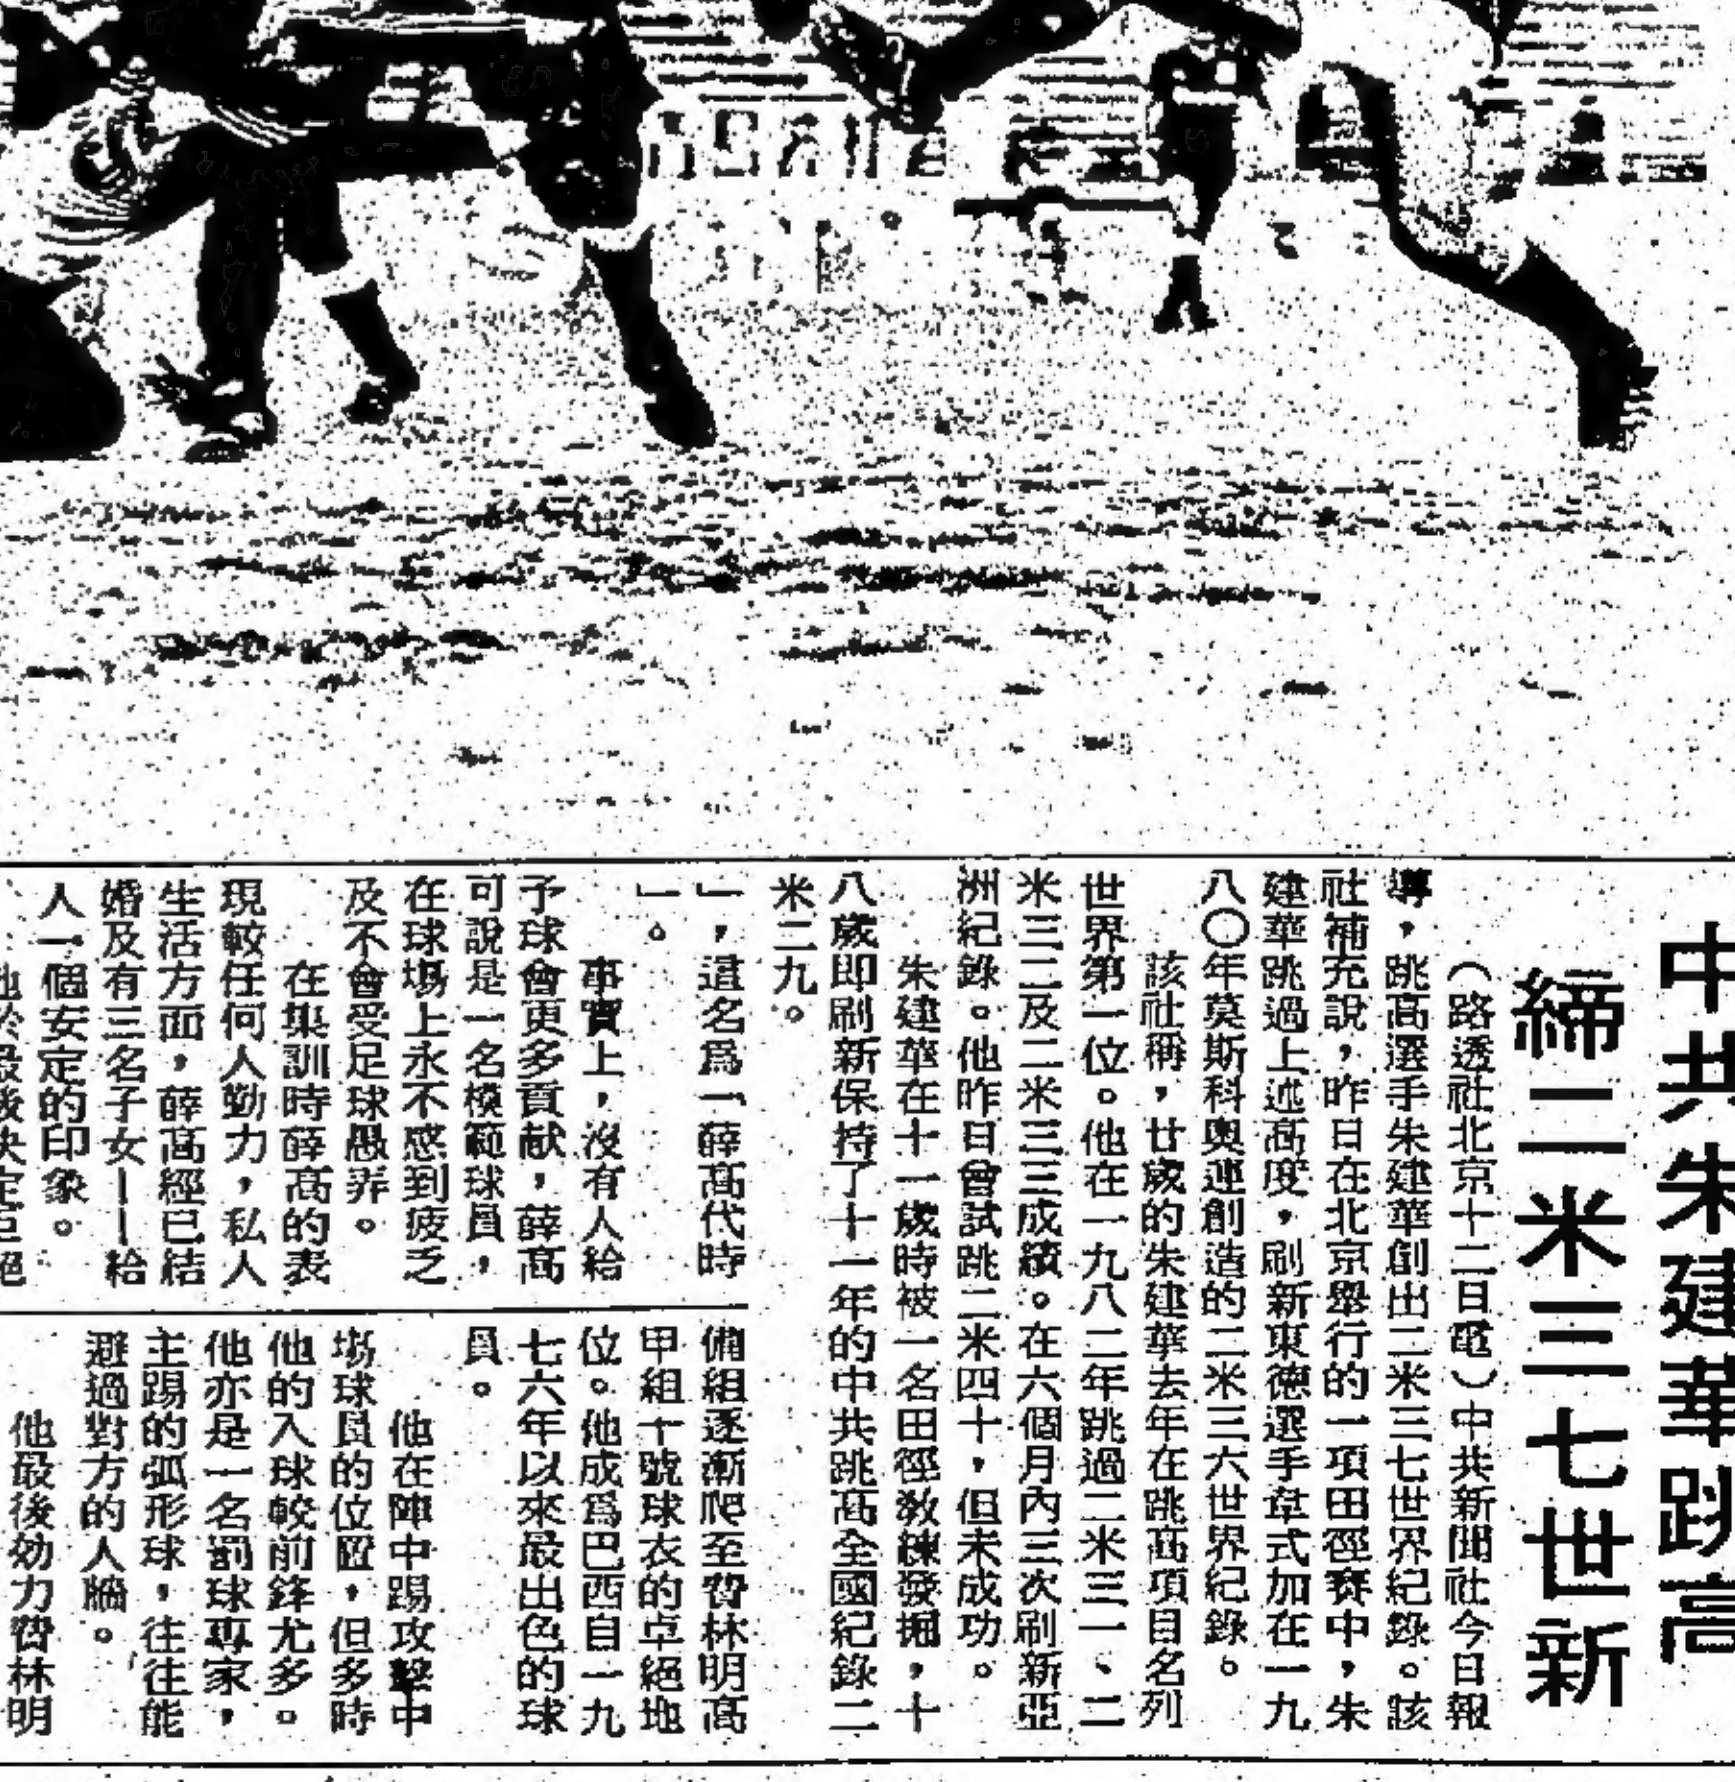 中共朱建華跳高
締二米三七世新
（路透社北京十二日電）中共新聞社今日報
導，跳高選手朱建華創出二米三七世界紀錄。該
社補充說，昨日在北京舉行的一項田徑賽中，朱
建華跳過上述高度，刷新東德選手韋式加在一九
八〇年莫斯科奧運創造的二米三六世界紀錄。
該社稱，廿歲的朱建華去年在跳高項目名列
世界第一位。他在一九八二年跳過二米三一、二
米三二及二米三三成績。在六個月內三次刷新亞
洲紀錄。他昨日曾試跳二米四十，但未成功。
朱建華在十一歲時被一名田徑教練發掘，十
八歲即刷新保持了十一年的中共跳高全國紀錄二
米二九。
」，這名爲「薛高代時
」。
事實上，沒有人給
予球會更多貢献，薛高
可說是一名模範球員，
在球場上永不感到疲乏
及不會受足球愚弄。
在集訓時薛高的表
現較任何人勤力，私人
生活方面，薛高經已結
婚及有三名子女——給
人一個安定的印象。
他於最後決定拒絕
備組逐漸爬至費林明高
甲組十號球衣的卓絕地
位。他成爲巴西自一九
七六年以來最出色的球
員。
他在陣中踢攻擊中
場球員的位置，但多時
他的入球較前鋒尤多。
他亦是一名罰球專家，
主踢的弧形球，往往能
避過對方的人牆。
他最後効力費林明